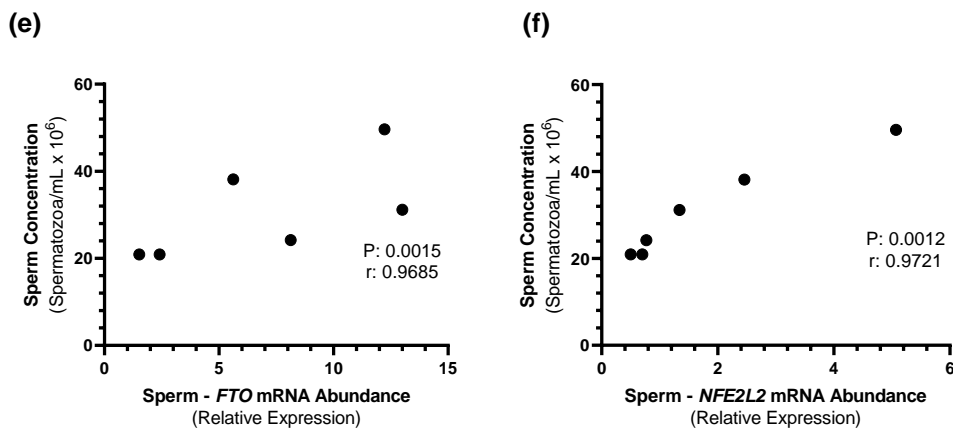 (e)
60
40
20
0
0
5
10
15
Sperm Concentration
(Spermatozoa/mL x 10⁶)
P: 0.0015
r: 0.9685
Sperm - FTO mRNA Abundance
(Relative Expression)
(f)
60
40
20
0
0
2
4
6
Sperm Concentration
(Spermatozoa/mL x 10⁶)
P: 0.0012
r: 0.9721
Sperm - NFE2L2 mRNA Abundance
(Relative Expression)